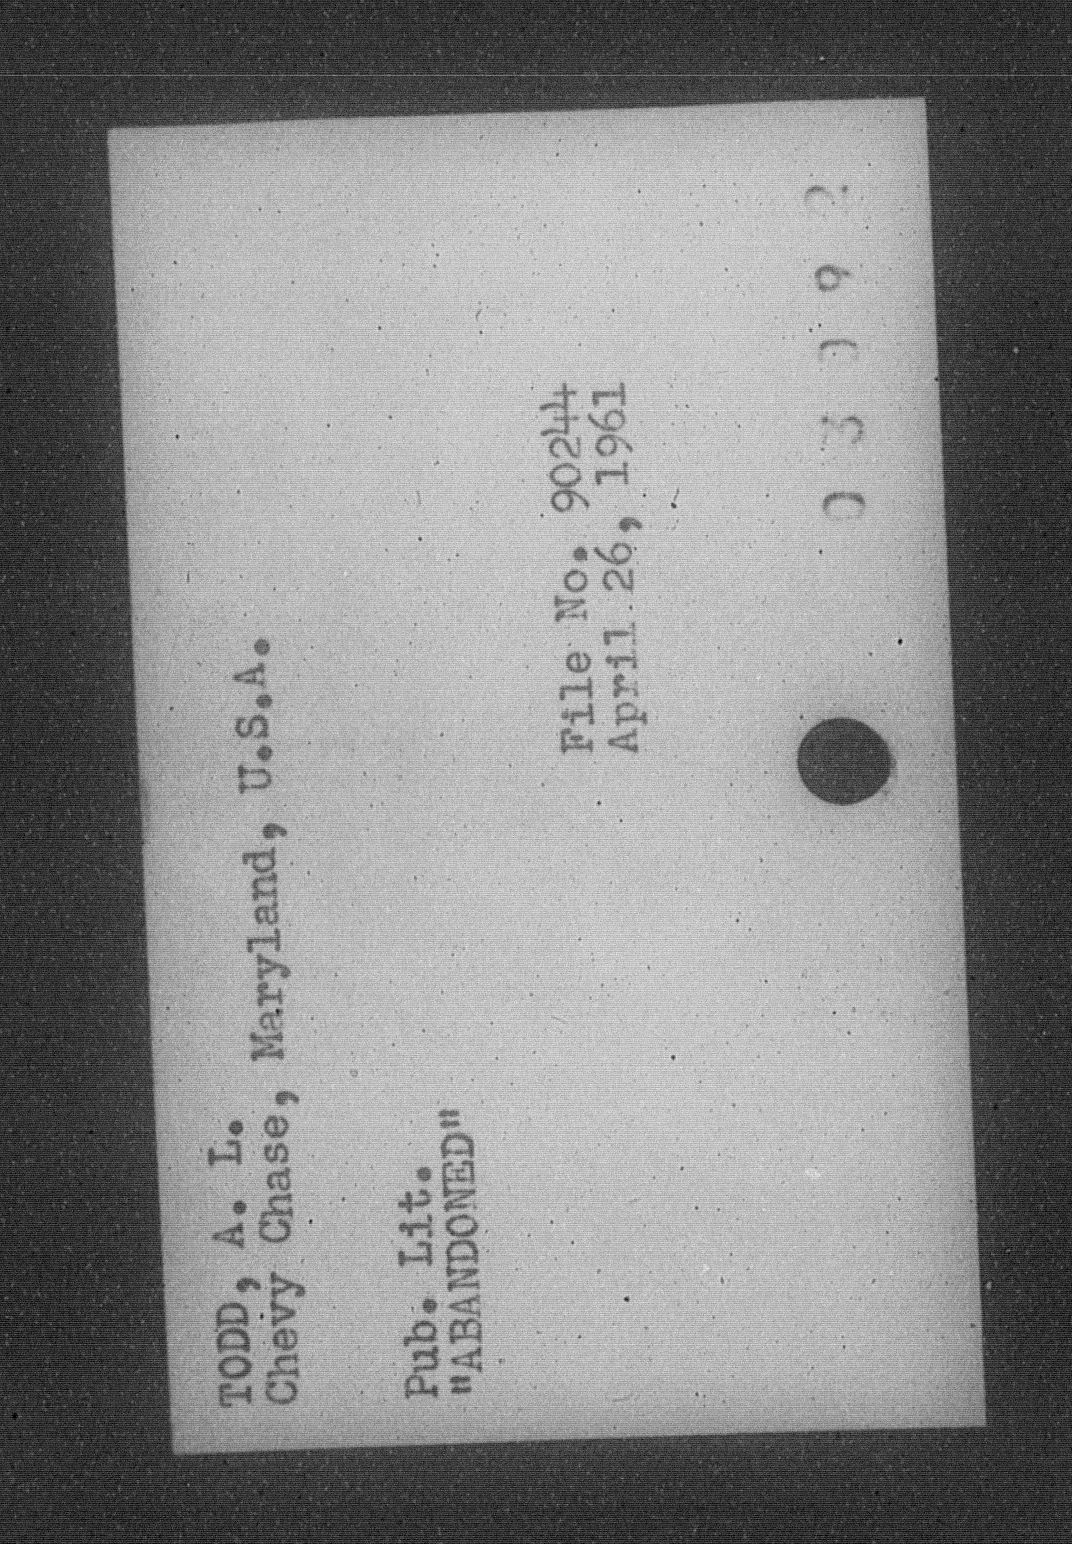 TODD, A. L.
Chevy Chase, Maryland, U.S.A.
Pub. Lit.
"ABANDONED"
File No. 90244
April 26, 1961